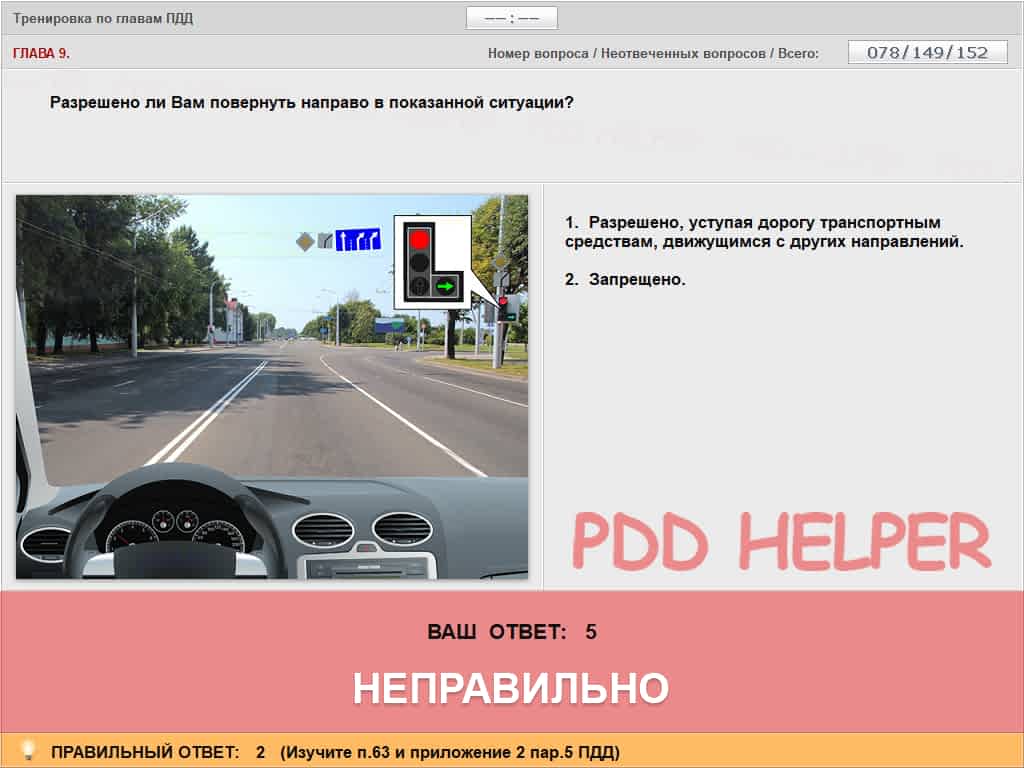 Тренировка по главам ПДД
—— : ——
ГЛАВА 9.
Номер вопроса / Неотвеченных вопросов / Всего:
078/149/152
Разрешено ли Вам повернуть направо в показанной ситуации?
1. Разрешено, уступая дорогу транспортным
средствам, движущимся с других направлений.
2. Запрещено.
PDD HELPER
ВАШ ОТВЕТ: 5
НЕПРАВИЛЬНО
ПРАВИЛЬНЫЙ ОТВЕТ: 2 (Изучите п.63 и приложение 2 пар.5 ПДД)